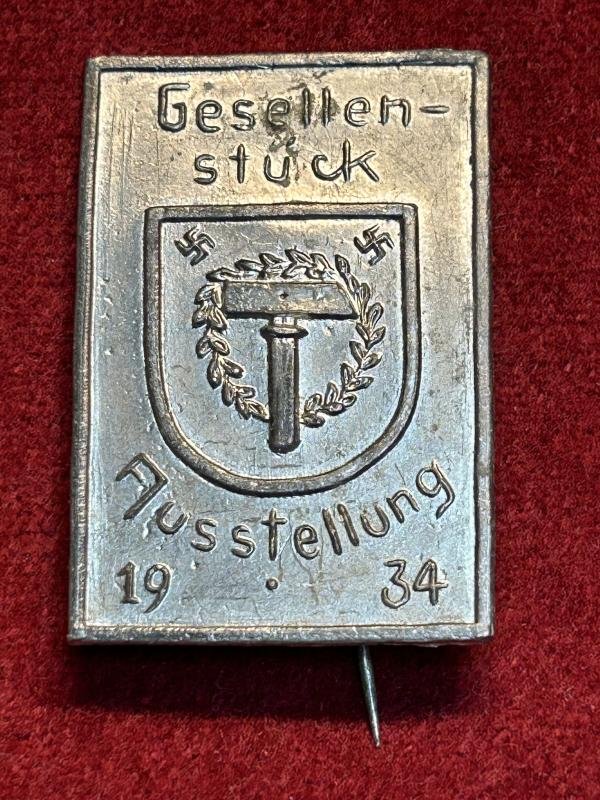 Gesellen-
stück
Ausstellung
19 · 34